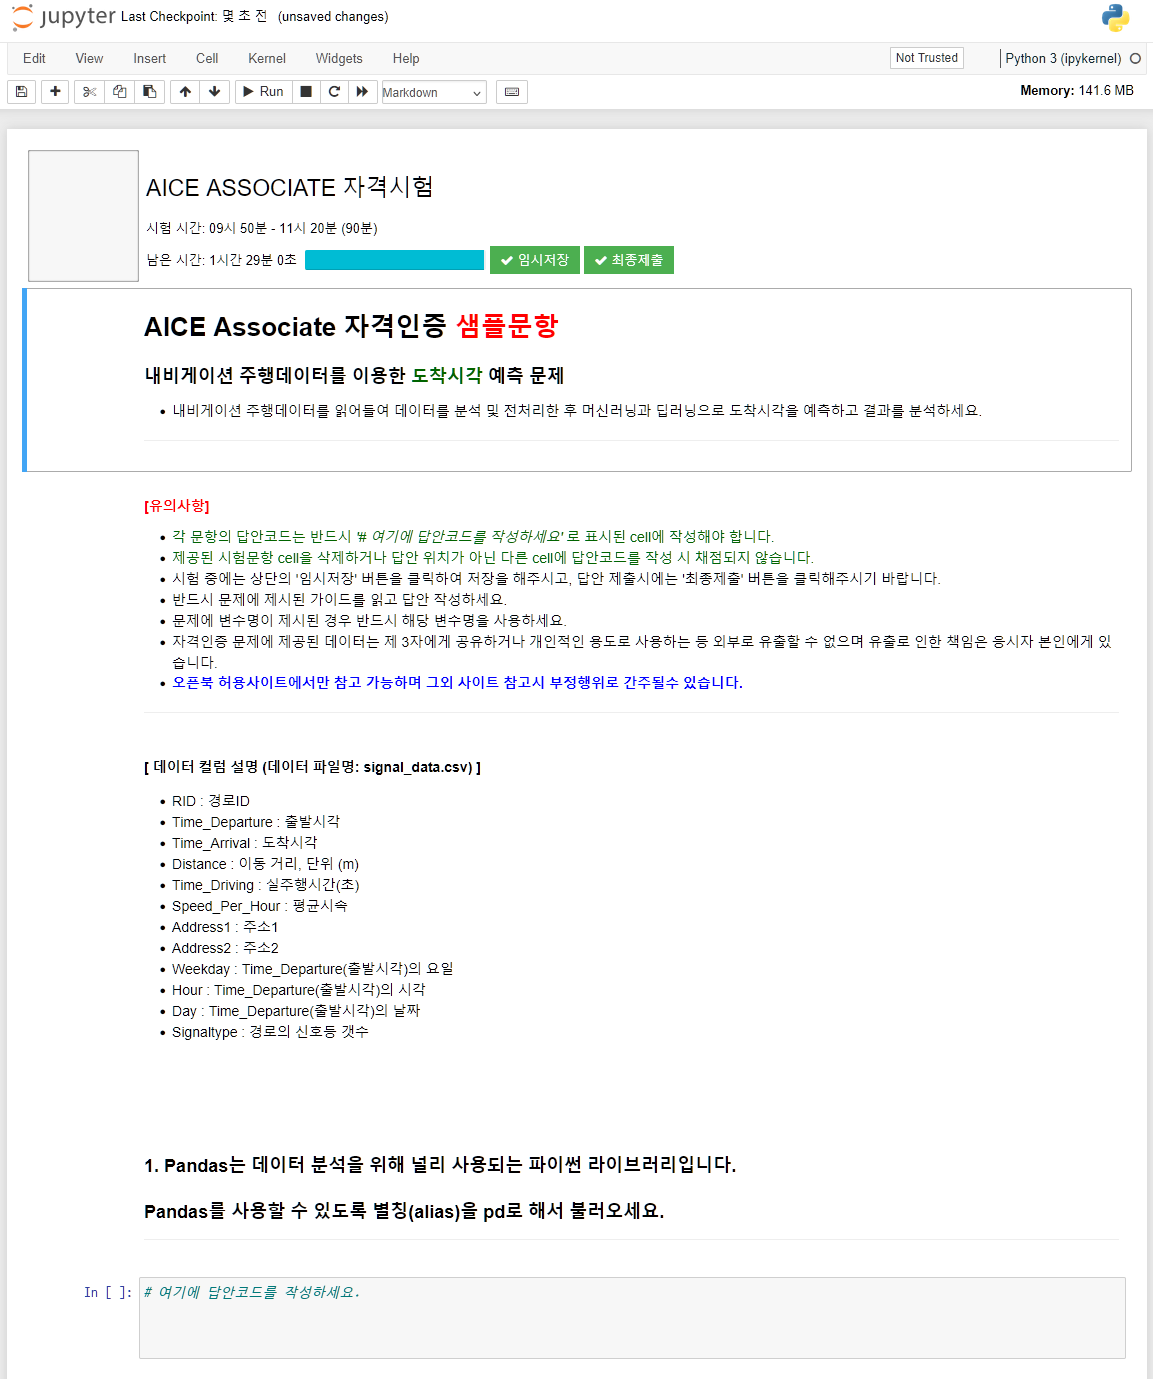 jupyter Last Checkpoint: 몇 초 전 (unsaved changes)
Edit View Insert Cell Kernel Widgets Help Not Trusted Python 3 (ipykernel)
Run Markdown Memory: 141.6 MB
AICE ASSOCIATE 자격시험
시험 시간: 09시 50분 - 11시 20분 (90분)
남은 시간: 1시간 29분 0초 임시저장 최종제출
AICE Associate 자격인증 샘플문항
내비게이션 주행데이터를 이용한 도착시각 예측 문제
• 내비게이션 주행데이터를 읽어들여 데이터를 분석 및 전처리한 후 머신러닝과 딥러닝으로 도착시각을 예측하고 결과를 분석하세요.
[유의사항]
• 각 문항의 답안코드는 반드시 '# 여기에 답안코드를 작성하세요' 로 표시된 cell에 작성해야 합니다.
• 제공된 시험문항 cell을 삭제하거나 답안 위치가 아닌 다른 cell에 답안코드를 작성 시 채점되지 않습니다.
• 시험 중에는 상단의 '임시저장' 버튼을 클릭하여 저장을 해주시고, 답안 제출시에는 '최종제출' 버튼을 클릭해주시기 바랍니다.
• 반드시 문제에 제시된 가이드를 읽고 답안 작성하세요.
• 문제에 변수명이 제시된 경우 반드시 해당 변수명을 사용하세요.
• 자격인증 문제에 제공된 데이터는 제 3자에게 공유하거나 개인적인 용도로 사용하는 등 외부로 유출할 수 없으며 유출로 인한 책임은 응시자 본인에게 있
습니다.
• 오픈북 허용사이트에서만 참고 가능하며 그외 사이트 참고시 부정행위로 간주될수 있습니다.
[ 데이터 컬럼 설명 (데이터 파일명: signal_data.csv) ]
• RID : 경로ID
• Time_Departure : 출발시각
• Time_Arrival : 도착시각
• Distance : 이동 거리, 단위 (m)
• Time_Driving : 실주행시간(초)
• Speed_Per_Hour : 평균시속
• Address1 : 주소1
• Address2 : 주소2
• Weekday : Time_Departure(출발시각)의 요일
• Hour : Time_Departure(출발시각)의 시각
• Day : Time_Departure(출발시각)의 날짜
• Signaltype : 경로의 신호등 갯수
1. Pandas는 데이터 분석을 위해 널리 사용되는 파이썬 라이브러리입니다.
Pandas를 사용할 수 있도록 별칭(alias)을 pd로 해서 불러오세요.
In [ ]: # 여기에 답안코드를 작성하세요.